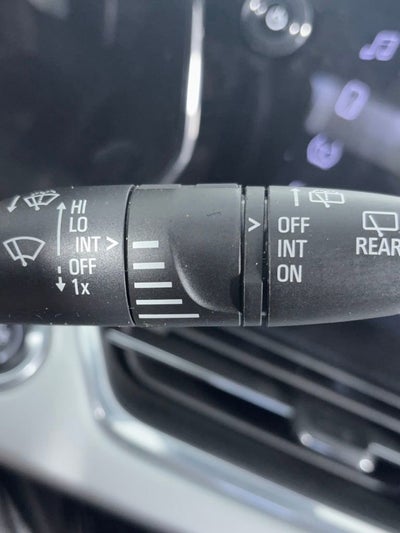 HI
LO
INT >
OFF
1x
>
OFF
INT
ON
REAR